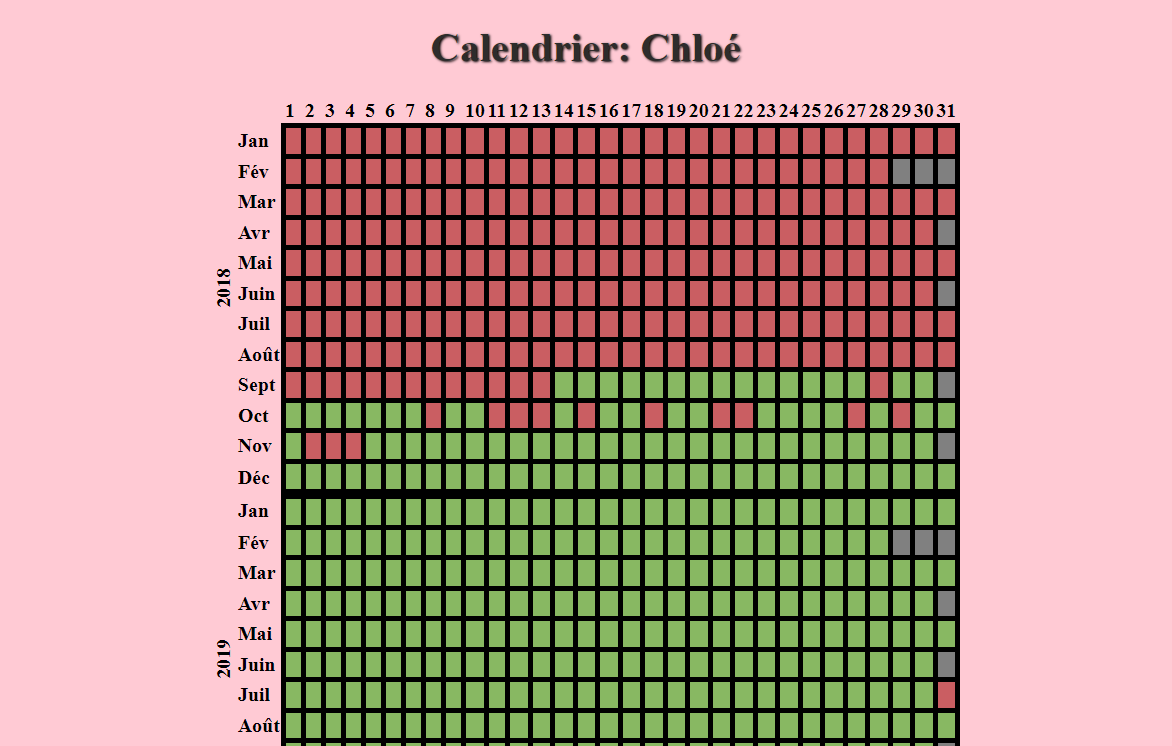 Calendrier: Chloé
1 2 3 4 5 6 7 8 9 10 11 12 13 14 15 16 17 18 19 20 21 22 23 24 25 26 27 28 29 30 31
2018
Jan
Fév
Mar
Avr
Mai
Juin
Juil
Août
Sept
Oct
Nov
Déc
2019
Jan
Fév
Mar
Avr
Mai
Juin
Juil
Août